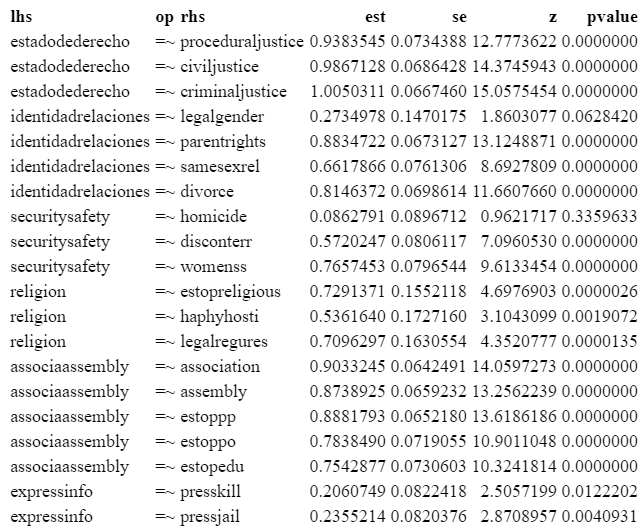 lhs op rhs est se z pvalue
estadodederecho =~ proceduraljustice 0.9383545 0.0734388 12.7773622 0.0000000
estadodederecho =~ civiljustice 0.9867128 0.0686428 14.3745943 0.0000000
estadodederecho =~ criminaljustice 1.0050311 0.0667460 15.0575454 0.0000000
identidadrelaciones =~ legalgender 0.2734978 0.1470175 1.8603077 0.0628420
identidadrelaciones =~ parentrights 0.8834722 0.0673127 13.1248871 0.0000000
identidadrelaciones =~ samesexrel 0.6617866 0.0761306 8.6927809 0.0000000
identidadrelaciones =~ divorce 0.8146372 0.0698614 11.6607660 0.0000000
securitysafety =~ homicide 0.0862791 0.0896712 0.9621717 0.3359633
securitysafety =~ disconterr 0.5720247 0.0806117 7.0960530 0.0000000
securitysafety =~ womenss 0.7657453 0.0796544 9.6133454 0.0000000
religion =~ estopreligious 0.7291371 0.1552118 4.6976903 0.0000026
religion =~ haphyhosti 0.5361640 0.1727160 3.1043099 0.0019072
religion =~ legalregures 0.7096297 0.1630554 4.3520777 0.0000135
associaassembly =~ association 0.9033245 0.0642491 14.0597273 0.0000000
associaassembly =~ assembly 0.8738925 0.0659232 13.2562239 0.0000000
associaassembly =~ estoppp 0.8881793 0.0652180 13.6186186 0.0000000
associaassembly =~ estoppo 0.7838490 0.0719055 10.9011048 0.0000000
associaassembly =~ estopedu 0.7542877 0.0730603 10.3241814 0.0000000
expressinfo =~ presskill 0.2060749 0.0822418 2.5057199 0.0122202
expressinfo =~ pressjail 0.2355214 0.0820376 2.8708957 0.0040931